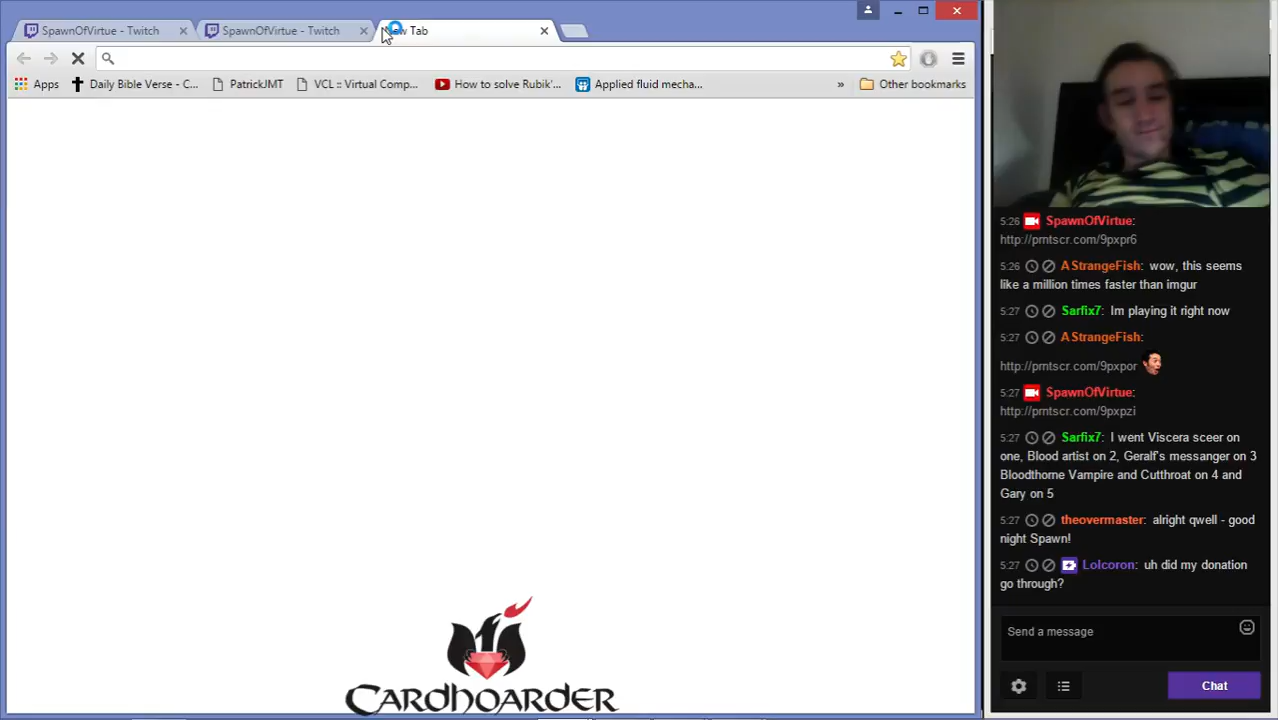 SpawnOfVirtue - Twitch
SpawnOfVirtue - Twitch
Tab
Apps
Daily Bible Verse - C...
PatrickJMT
VCL :: Virtual Comp...
How to solve Rubik'...
Applied fluid mecha...
»
Other bookmarks
CARDHOARDER
5:26 SpawnOfVirtue:
http://prntscr.com/9pxpr6
5:26 AStrangeFish: wow, this seems
like a million times faster than imgur
5:27 Sarfix7: Im playing it right now
5:27 AStrangeFish:
http://prntscr.com/9pxpor
5:27 SpawnOfVirtue:
http://prntscr.com/9pxpzi
5:27 Sarfix7: I went Viscera sceer on
one, Blood artist on 2, Geralf's messanger on 3
Bloodthorne Vampire and Cutthroat on 4 and
Gary on 5
5:27 theovermaster: alright qwell - good
night Spawn!
5:27 Lolcoron: uh did my donation
go through?
Send a message
Chat